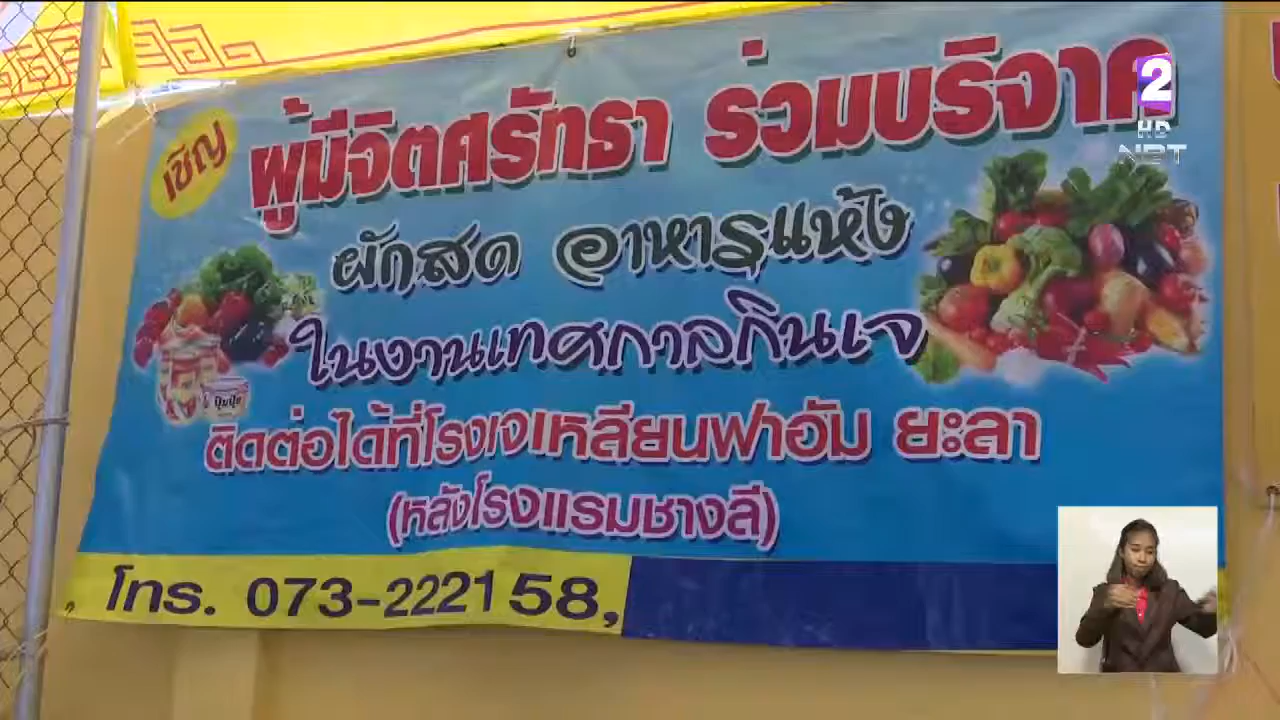 เชิญ
ผู้มีจิตศรัทธา ร่วมบริจาค
ผักสด อาหารแห้ง
ในงานเทศกาลกินเจ
ติดต่อได้ที่โรงเจเหลียนฟาอัม ยะลา
(หลังโรงแรมชางลี)
โทร. 073-222158,
2
HD
NBT
ปุ้มปุ้ย